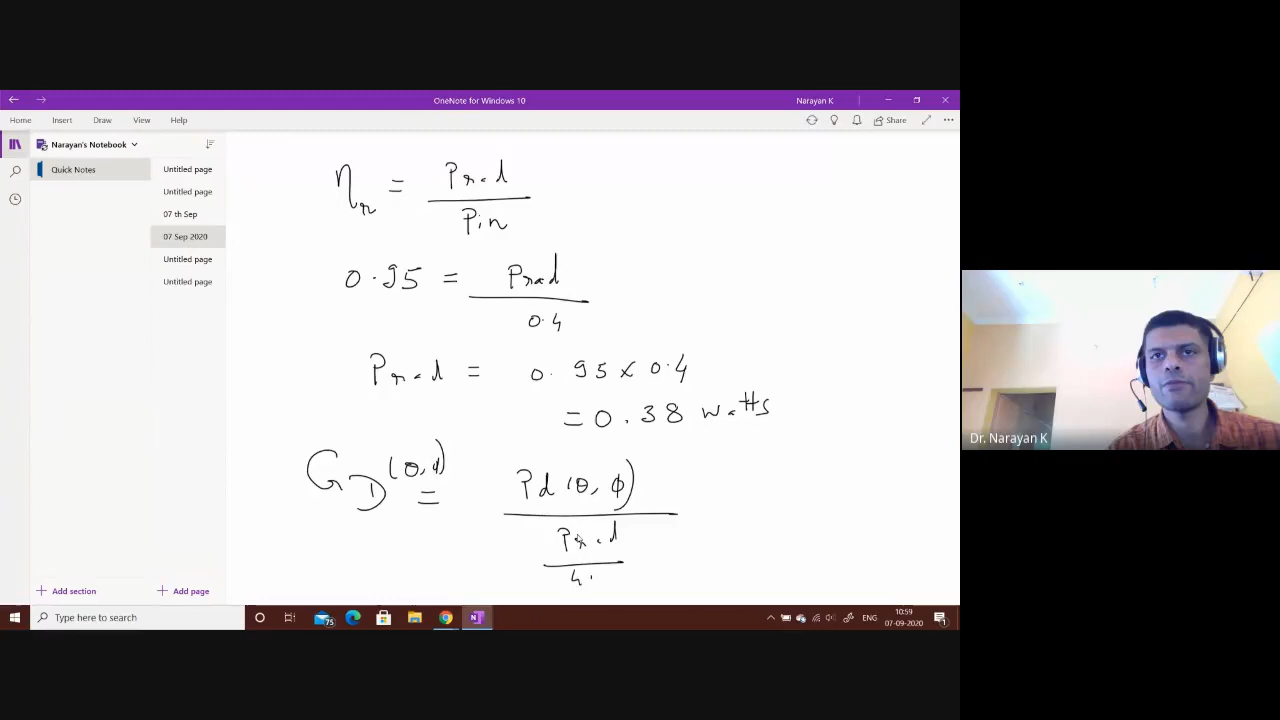 OneNote for Windows 10
Narayan K
Home Insert Draw View Help
Share
Narayan's Notebook
Quick Notes
Untitled page
Untitled page
07 th Sep
07 Sep 2020
Untitled page
Untitled page
ηr = Prad / Pin
0.95 = Prad / 0.4
Prad = 0.95 x 0.4
= 0.38 watts
GD(θ,φ) = Pd(θ,φ) / Prad / 4.
Dr. Narayan K
Add section
Add page
Type here to search
75
ENG
10:59
07-09-2020
1